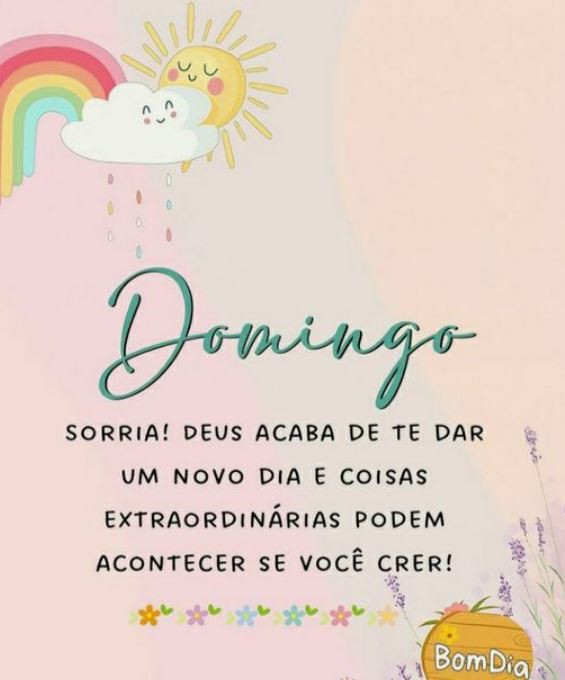 Domingo
SORRIA! DEUS ACABA DE TE DAR
UM NOVO DIA E COISAS
EXTRAORDINÁRIAS PODEM
ACONTECER SE VOCÊ CRER!
BomDia